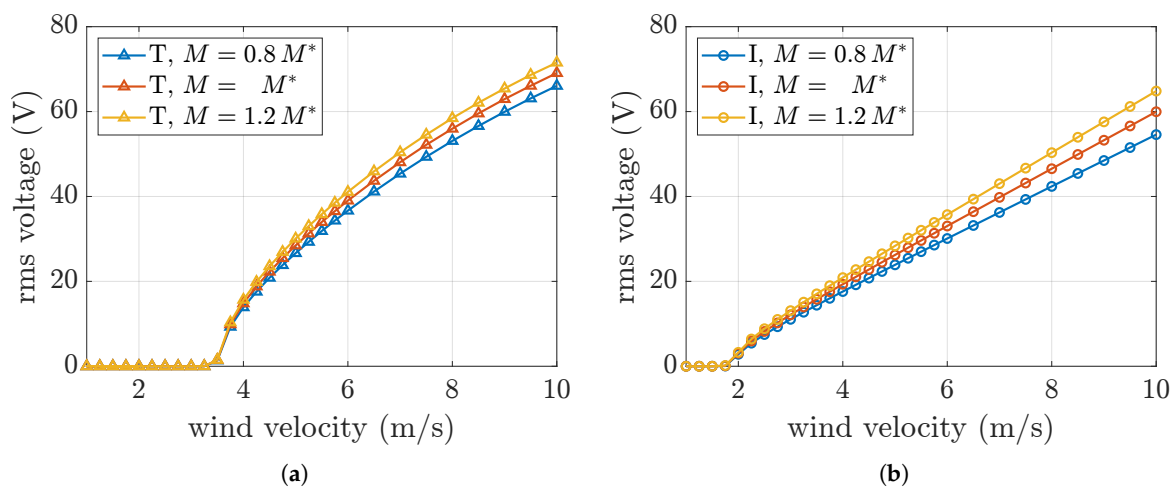 80
60
40
20
0
rms voltage (V)
T, M = 0.8 M*
T, M = M*
T, M = 1.2 M*
2 4 6 8 10
wind velocity (m/s)
(a)
80
60
40
20
0
rms voltage (V)
I, M = 0.8 M*
I, M = M*
I, M = 1.2 M*
2 4 6 8 10
wind velocity (m/s)
(b)